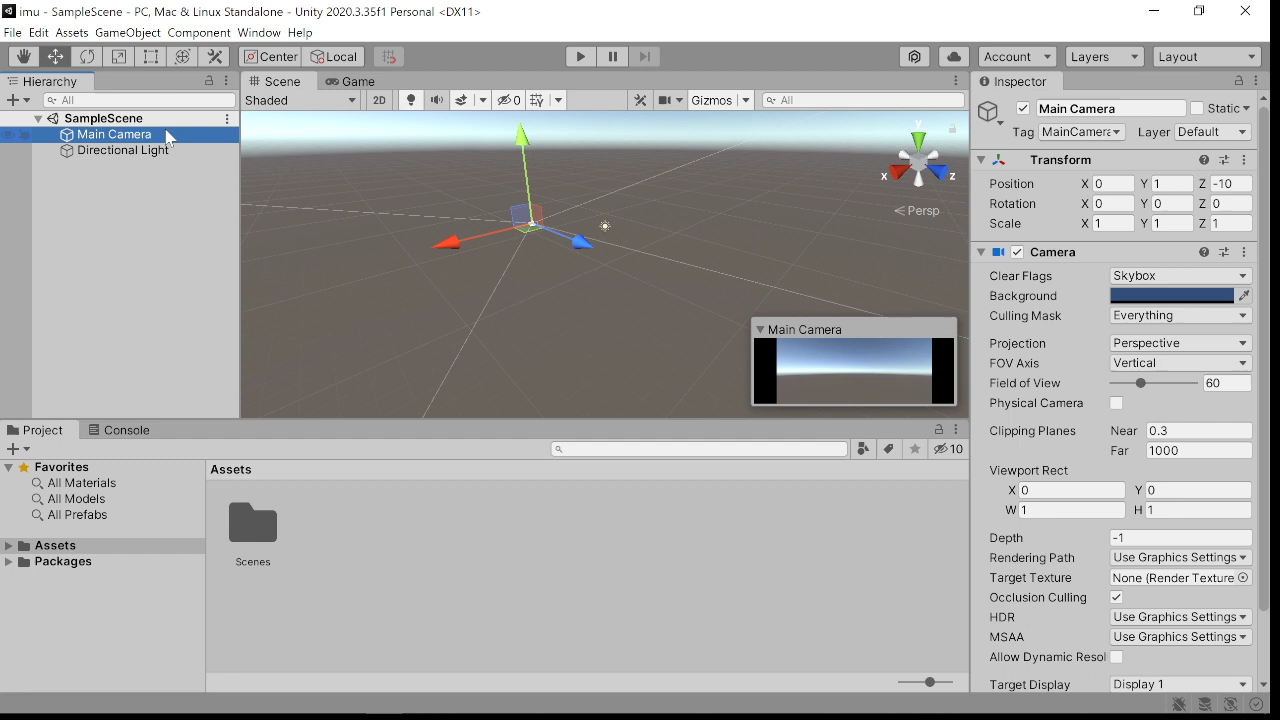 imu - SampleScene - PC, Mac & Linux Standalone - Unity 2020.3.35f1 Personal <DX11>
File Edit Assets GameObject Component Window Help
Center Local Account Layers Layout
Hierarchy
All
SampleScene
Main Camera
Directional Light
Scene Game
Shaded 2D 0 Gizmos All
y
x z
Persp
Main Camera
Inspector
Main Camera Static
Tag MainCamera Layer Default
Transform
Position X 0 Y 1 Z -10
Rotation X 0 Y 0 Z 0
Scale X 1 Y 1 Z 1
Camera
Clear Flags Skybox
Background
Culling Mask Everything
Projection Perspective
FOV Axis Vertical
Field of View 60
Physical Camera
Clipping Planes Near 0.3
Far 1000
Viewport Rect
X 0 Y 0
W 1 H 1
Depth -1
Rendering Path Use Graphics Settings
Target Texture None (Render Texture
Occlusion Culling
HDR Use Graphics Settings
MSAA Use Graphics Settings
Allow Dynamic Resol
Target Display Display 1
Project Console
10
Favorites
All Materials
All Models
All Prefabs
Assets
Packages
Assets
Scenes